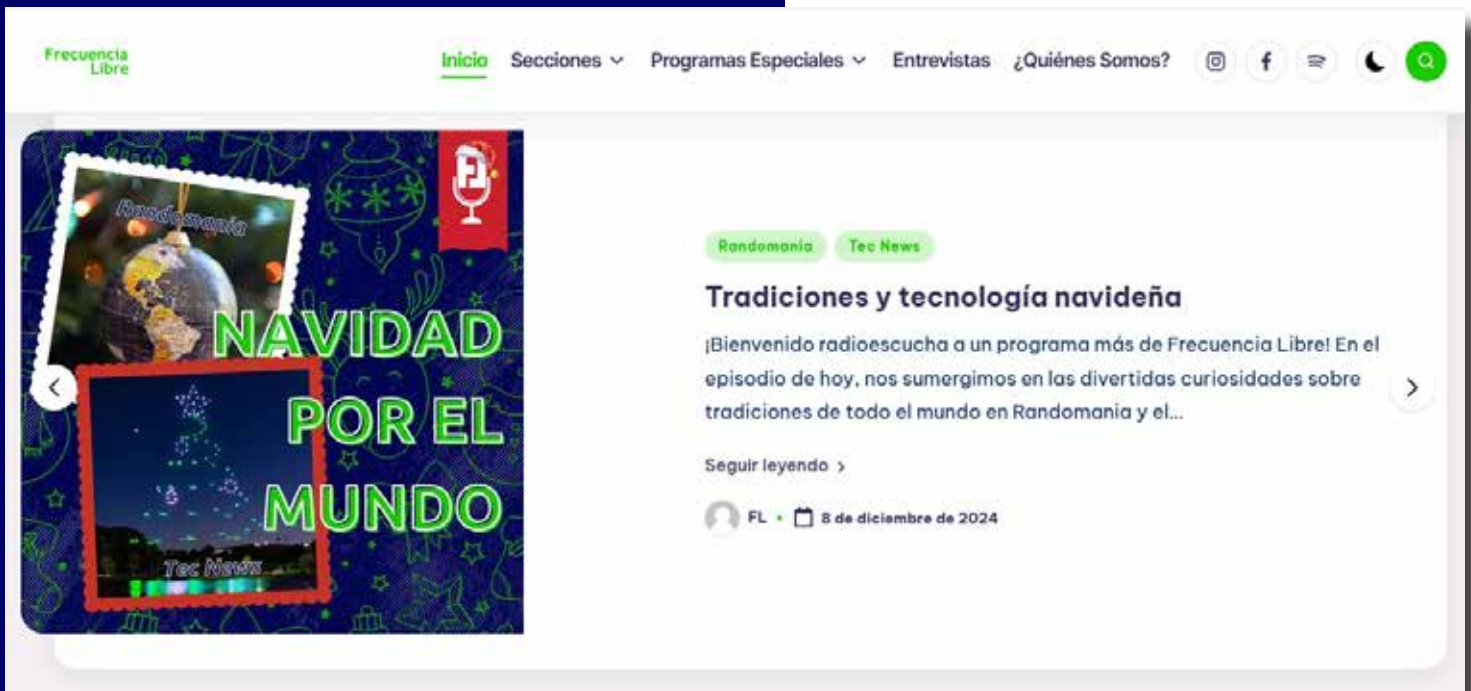 Frecuencia
Libre
Inicio Secciones Programas Especiales Entrevistas ¿Quiénes Somos?
Randomanía
NAVIDAD
POR EL
MUNDO
Tec News
Randomanía Tec News
Tradiciones y tecnología navideña
¡Bienvenido radioescucha a un programa más de Frecuencia Libre! En el
episodio de hoy, nos sumergimos en las divertidas curiosidades sobre
tradiciones de todo el mundo en Randomania y el...
Seguir leyendo
FL • 8 de diciembre de 2024